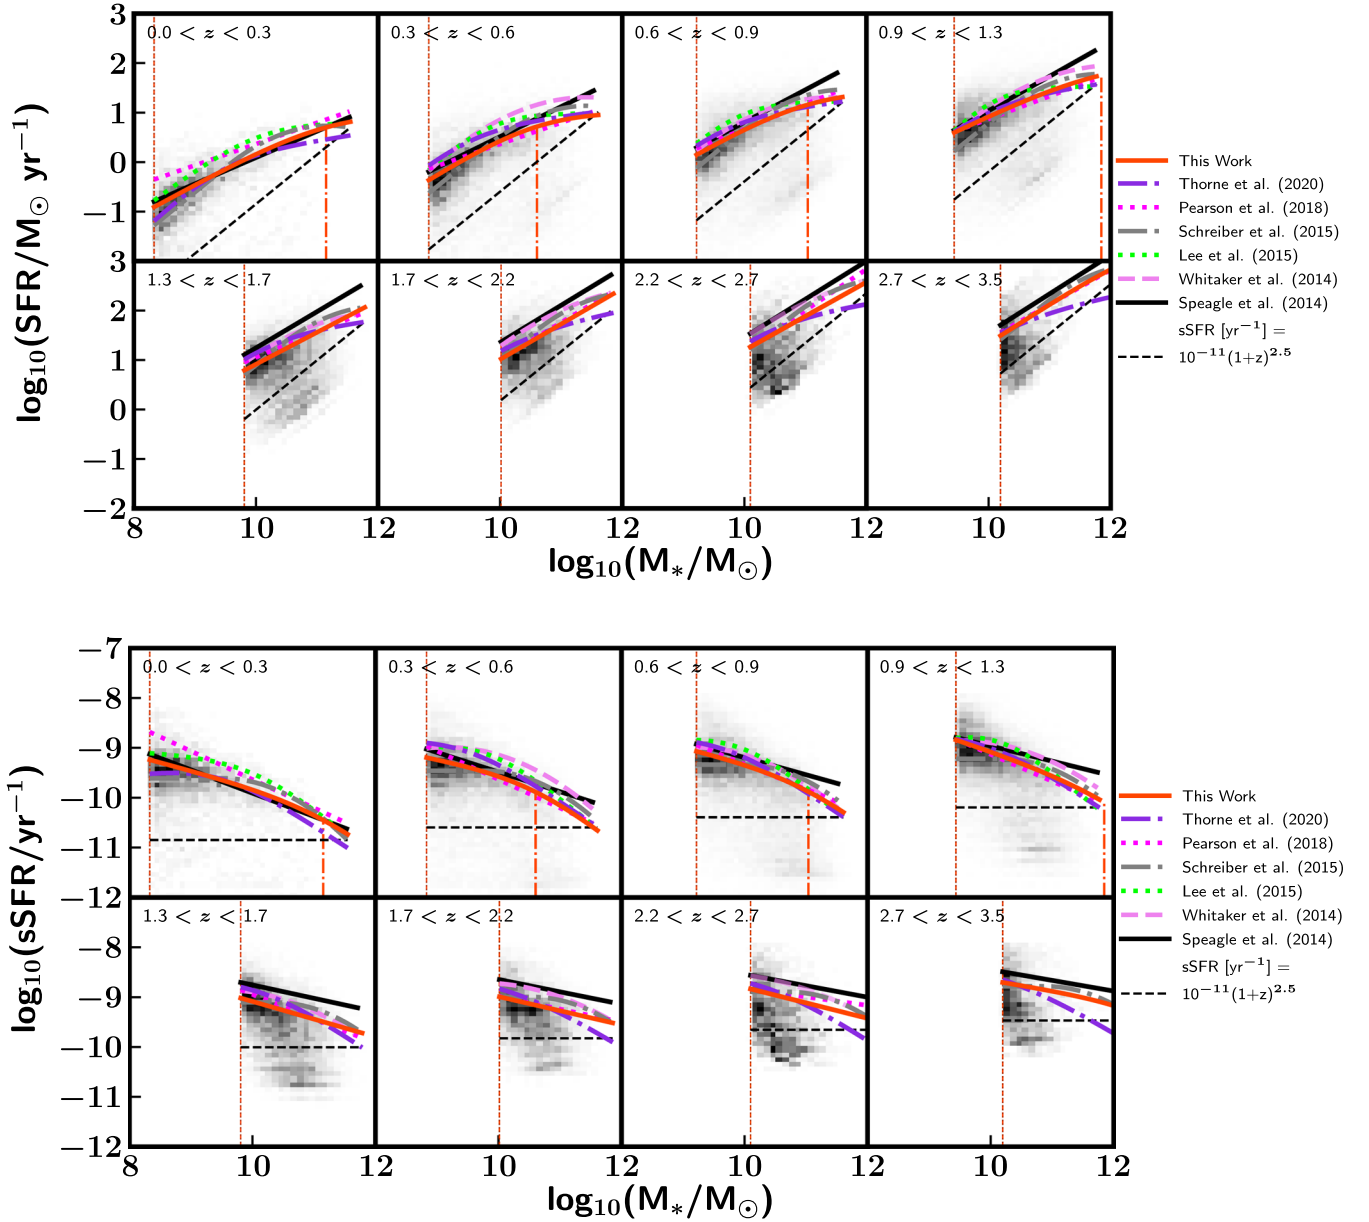 3
2
1
0
−1
3
2
1
0
−1
−2
log10(SFR/M⊙ yr−1)
0.0 < z < 0.3
0.3 < z < 0.6
0.6 < z < 0.9
0.9 < z < 1.3
1.3 < z < 1.7
1.7 < z < 2.2
2.2 < z < 2.7
2.7 < z < 3.5
8
10
12
10
12
10
12
10
12
log10(M*/M⊙)
This Work
Thorne et al. (2020)
Pearson et al. (2018)
Schreiber et al. (2015)
Lee et al. (2015)
Whitaker et al. (2014)
Speagle et al. (2014)
sSFR [yr−1] =
10−11(1+z)2.5
−7
−8
−9
−10
−11
−12
−8
−9
−10
−11
−12
log10(sSFR/yr−1)
0.0 < z < 0.3
0.3 < z < 0.6
0.6 < z < 0.9
0.9 < z < 1.3
1.3 < z < 1.7
1.7 < z < 2.2
2.2 < z < 2.7
2.7 < z < 3.5
8
10
12
10
12
10
12
10
12
log10(M*/M⊙)
This Work
Thorne et al. (2020)
Pearson et al. (2018)
Schreiber et al. (2015)
Lee et al. (2015)
Whitaker et al. (2014)
Speagle et al. (2014)
sSFR [yr−1] =
10−11(1+z)2.5